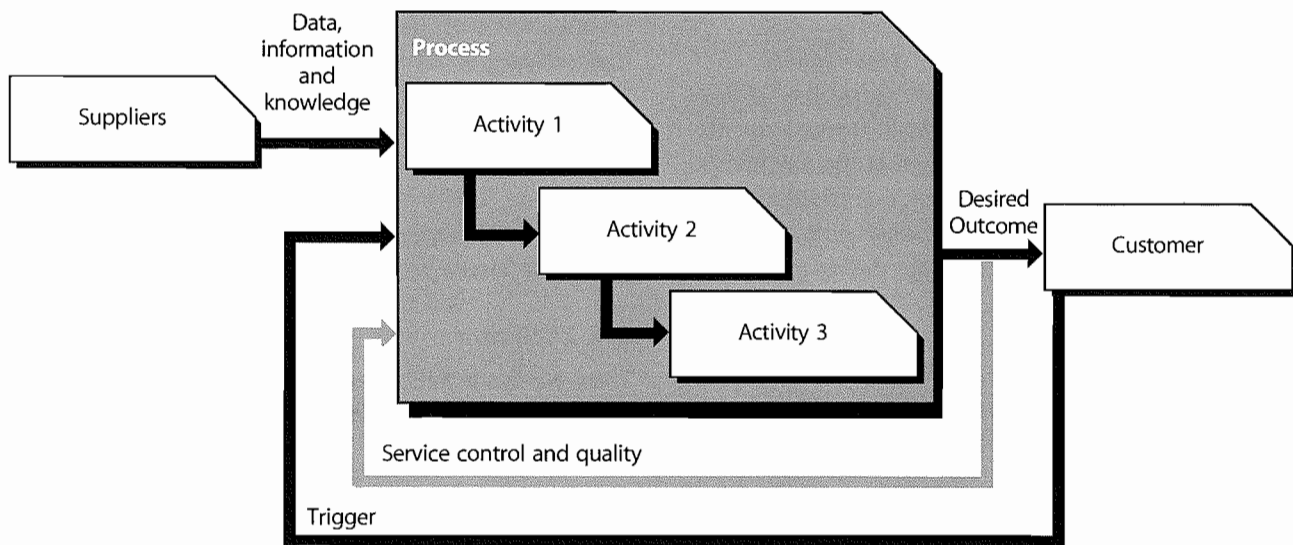 Data,
information
and
knowledge
Process
Suppliers
Activity 1
Activity 2
Activity 3
Desired
Outcome
Customer
Service control and quality
Trigger